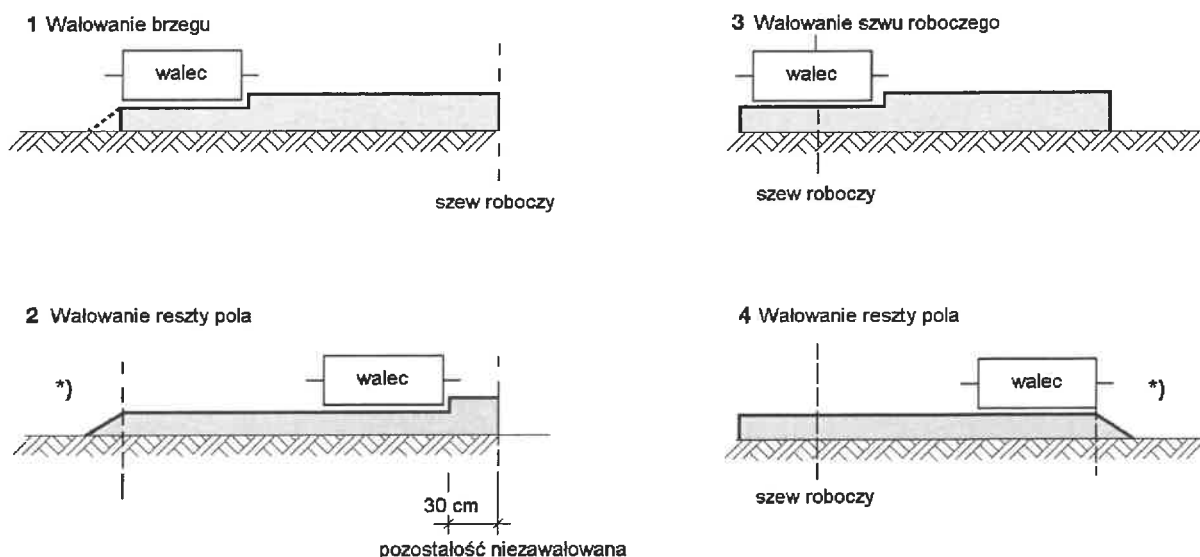 1 Wałowanie brzegu
walec
szew roboczy
2 Wałowanie reszty pola
*)
walec
30 cm
pozostałość niezawałowana
3 Wałowanie szwu roboczego
walec
szew roboczy
4 Wałowanie reszty pola
walec
*)
szew roboczy